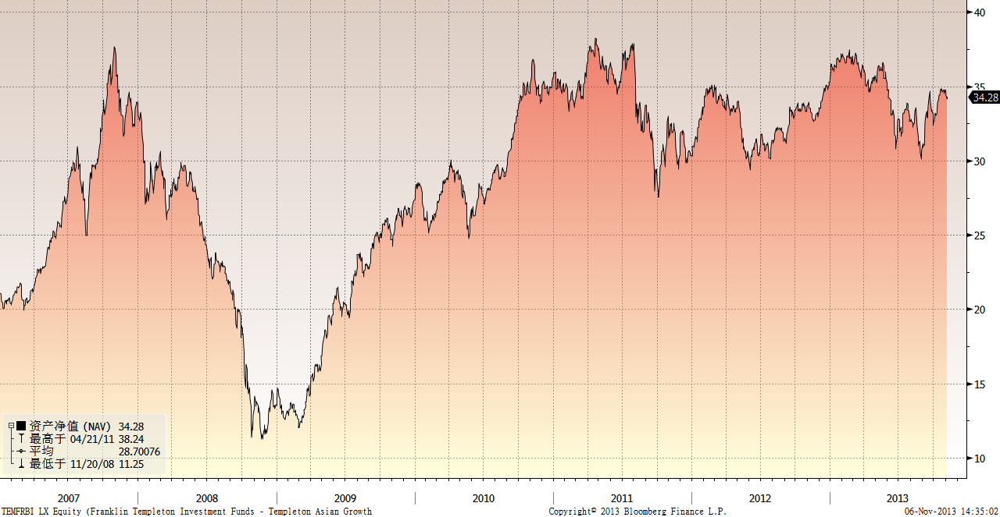 40
35
34.28
30
25
20
15
10
资产净值 (NAV) 34.28
最高于 04/21/11 38.24
平均 28.70076
最低于 11/20/08 11.25
2007 2008 2009 2010 2011 2012 2013
TEMFRBI LX Equity (Franklin Templeton Investment Funds - Templeton Asian Growth Copyright© 2013 Bloomberg Finance L.P. 06-Nov-2013 14:35:02